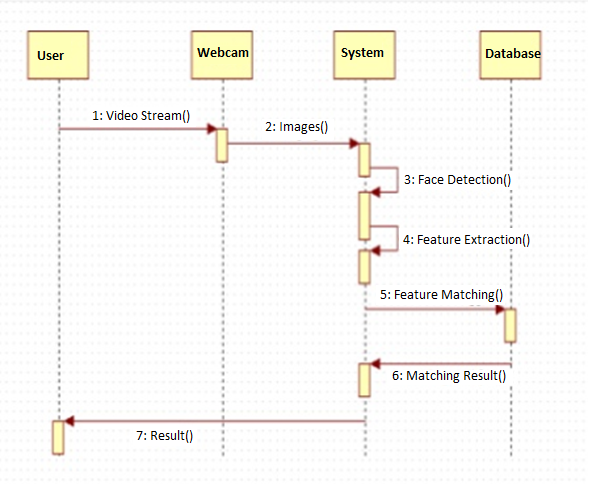 User
Webcam
System
Database
1: Video Stream()
2: Images()
3: Face Detection()
4: Feature Extraction()
5: Feature Matching()
6: Matching Result()
7: Result()